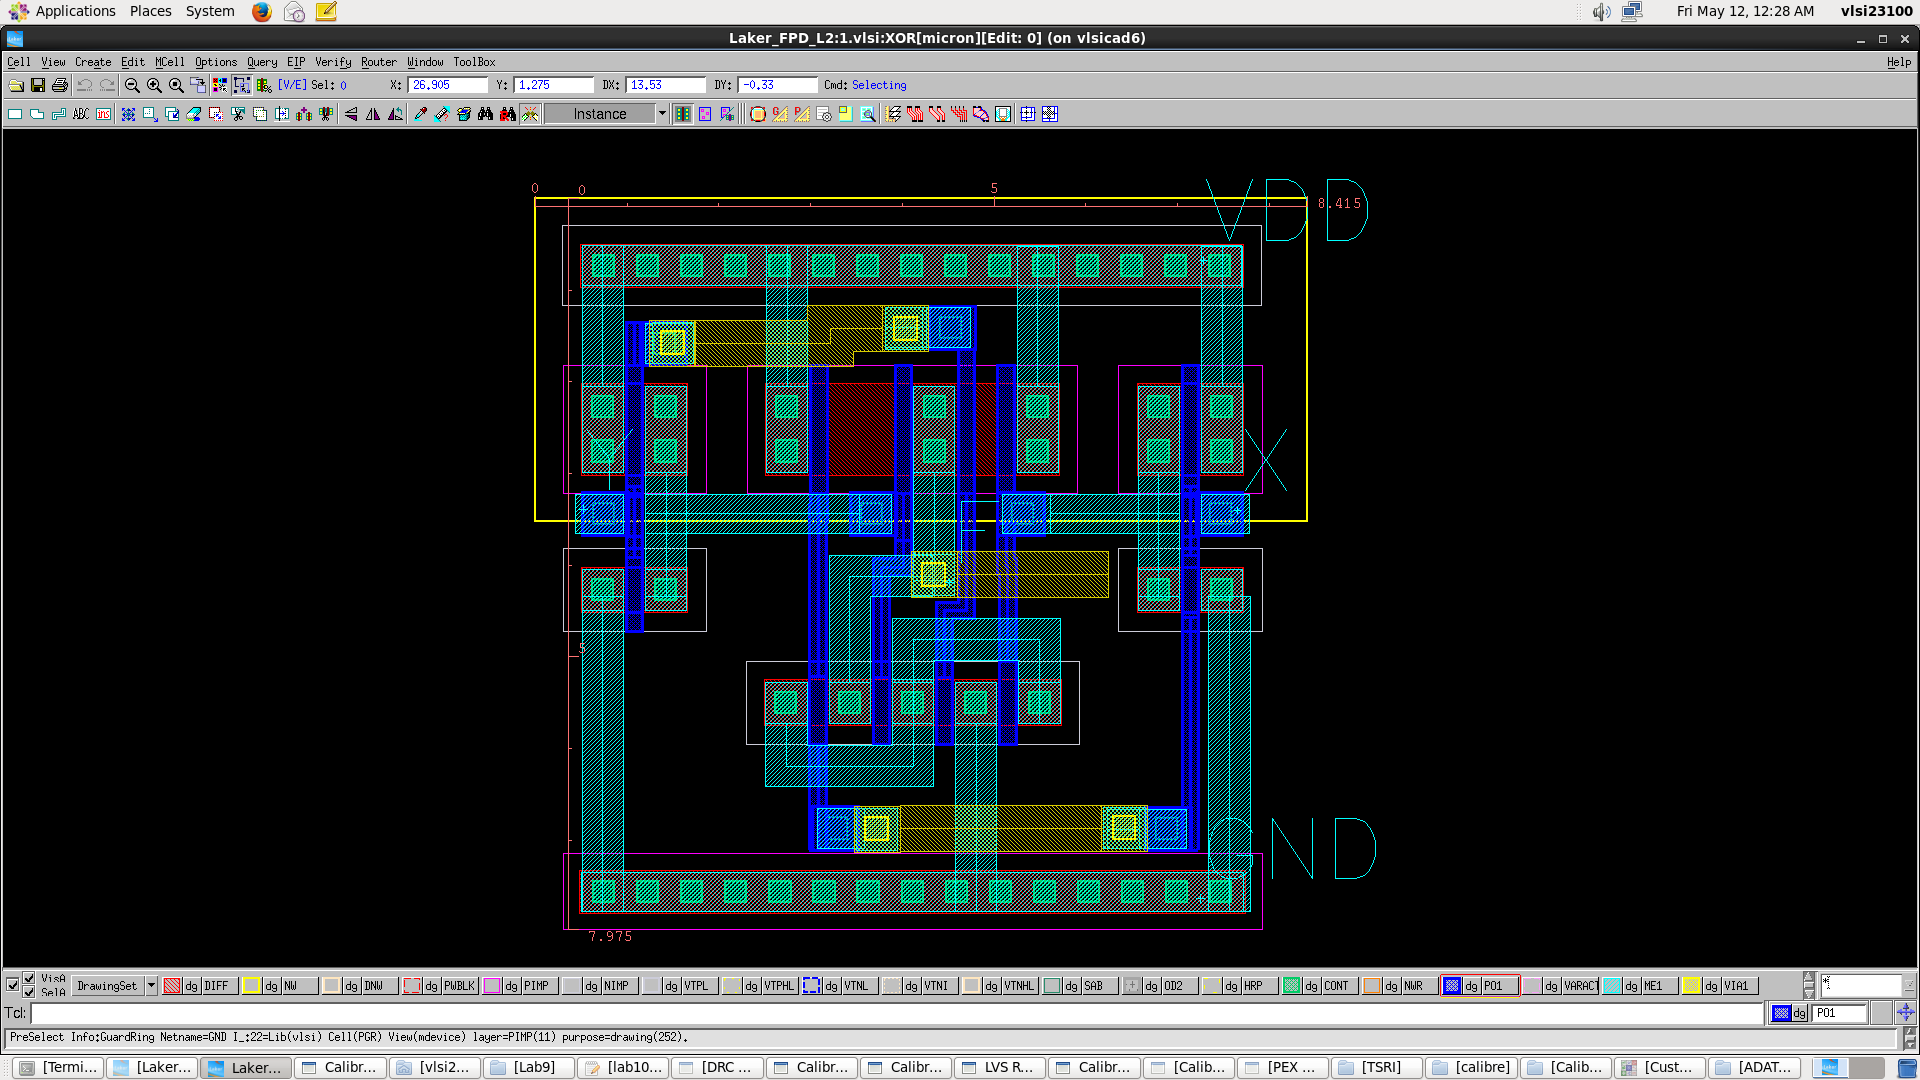 Applications Places System Fri May 12, 12:28 AM vlsi23100
Laker_FPD_L2:1.vlsi:XOR[micron][Edit: 0] (on vlsicad6)
Cell View Create Edit MCell Options Query EIP Verify Router Window ToolBox Help
[V/E] Sel: 0 X: 26.905 Y: 1.275 DX: 13.53 DY: -0.33 Cmd: Selecting
ABC Instance
0 0 5 VDD
8.415
Y X
F
5
GND
7.975
VisA
SelA
DrawingSet dg DIFF dg NW dg DNW dg PWBLK dg PIMP dg NIMP dg VTPL dg VTPHL dg VTNL dg VTNI dg VTNHL dg SAB dg OD2 dg HRP dg CONT dg NWR dg PO1 dg VARACT dg ME1 dg VIA1 *
Tcl: dg PO1
PreSelect Info:GuardRing Netname=GND I_:22=Lib(vlsi) Cell(PGR) View(mdevice) layer=PIMP(11) purpose=drawing(252).
[Termi... [Laker... Laker... Calibr... [vlsi2... [Lab9] [lab10... [DRC ... Calibr... Calibr... LVS R... Calibr... [Calib... [PEX ... [TSRI] [calibre] [Calib... [Cust... [ADAT...